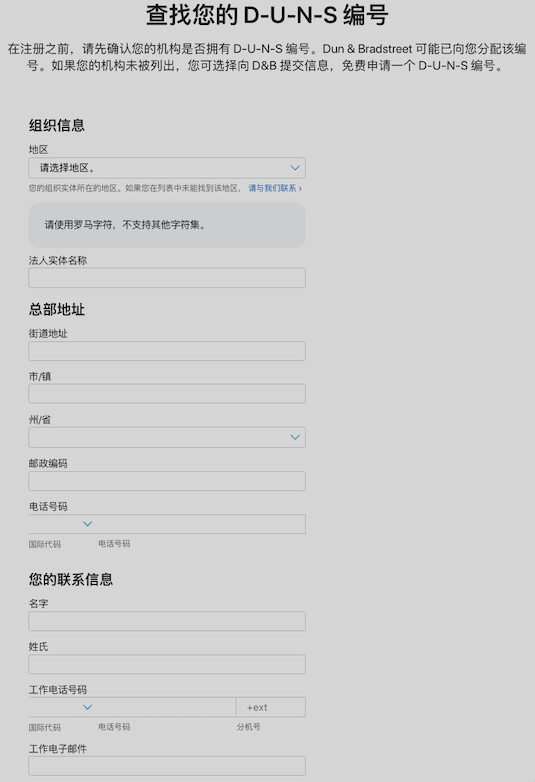 查找您的 D-U-N-S 编号
在注册之前，请先确认您的机构是否拥有 D-U-N-S 编号。Dun & Bradstreet 可能已向您分配该编
号。如果您的机构未被列出，您可选择向 D&B 提交信息，免费申请一个 D-U-N-S 编号。
组织信息
地区
请选择地区。
您的组织实体所在的地区。如果您在列表中未能找到该地区，请与我们联系 ›
请使用罗马字符，不支持其他字符集。
法人实体名称
总部地址
街道地址
市/镇
州/省
邮政编码
电话号码
国际代码 电话号码
您的联系信息
名字
姓氏
工作电话号码
+ext
国际代码 电话号码 分机号
工作电子邮件